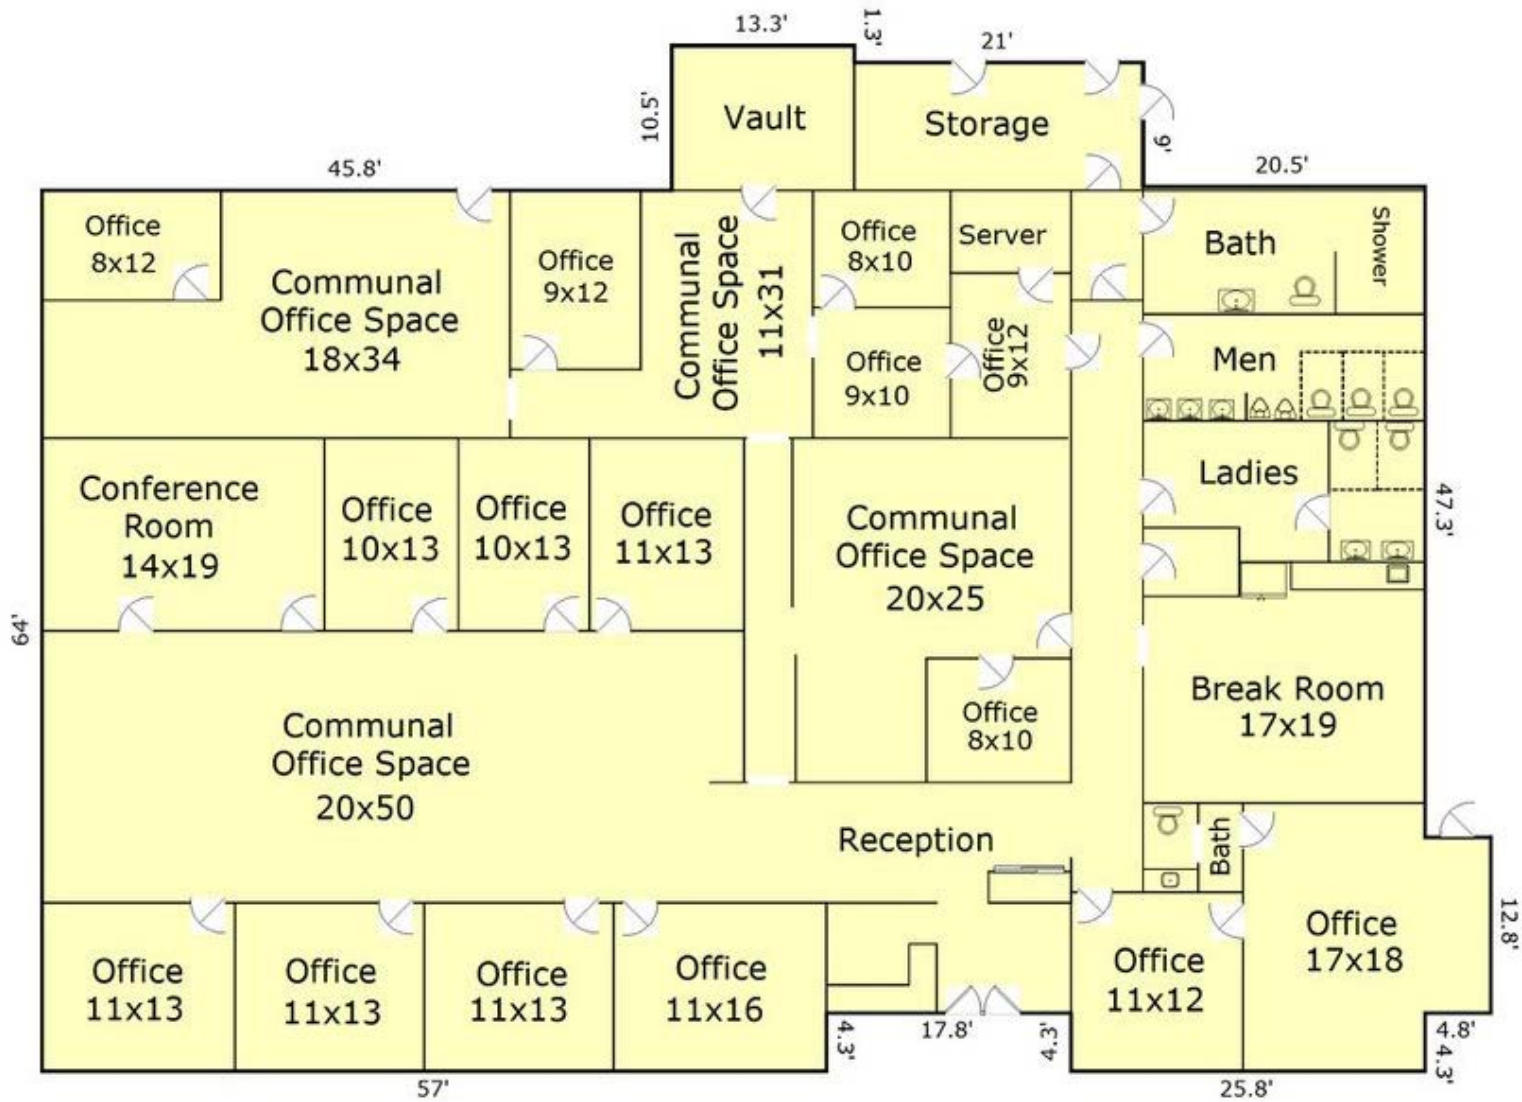 13.3'
1.3'
21'
10.5'
Vault
Storage
9'
45.8'
20.5'
Office
8x12
Communal
Office Space
18x34
Office
9x12
Communal
Office Space
11x31
Office
8x10
Server
Bath
Shower
Office
9x10
Office
9x12
Men
Conference
Room
14x19
Office
10x13
Office
10x13
Office
11x13
Communal
Office Space
20x25
Ladies
47.3'
64'
Communal
Office Space
20x50
Office
8x10
Break Room
17x19
Reception
Bath
Office
11x13
Office
11x13
Office
11x13
Office
11x16
Office
11x12
Office
17x18
12.8'
4.3'
17.8'
4.3'
4.8'
4.3'
57'
25.8'